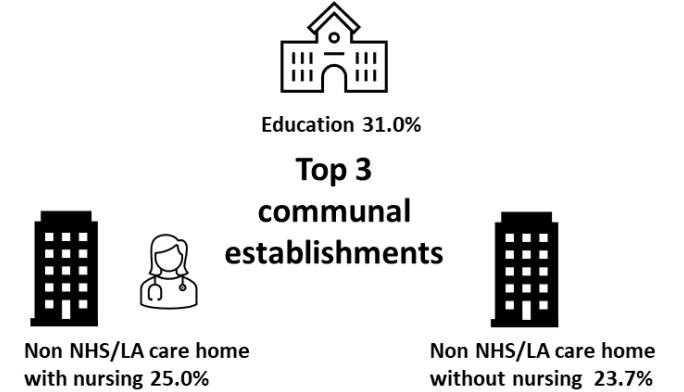 Education 31.0%
Top 3
communal
establishments
Non NHS/LA care home
with nursing 25.0%
Non NHS/LA care home
without nursing 23.7%